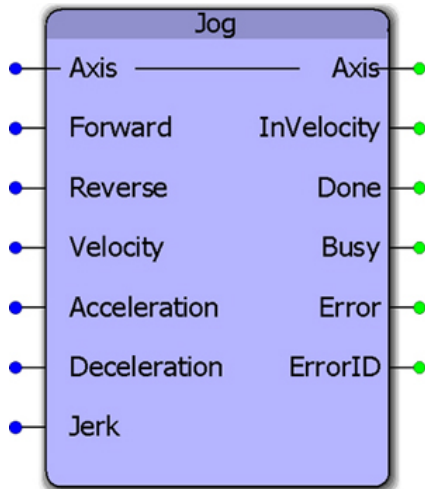 Jog
Axis Axis
Forward InVelocity
Reverse Done
Velocity Busy
Acceleration Error
Deceleration ErrorID
Jerk